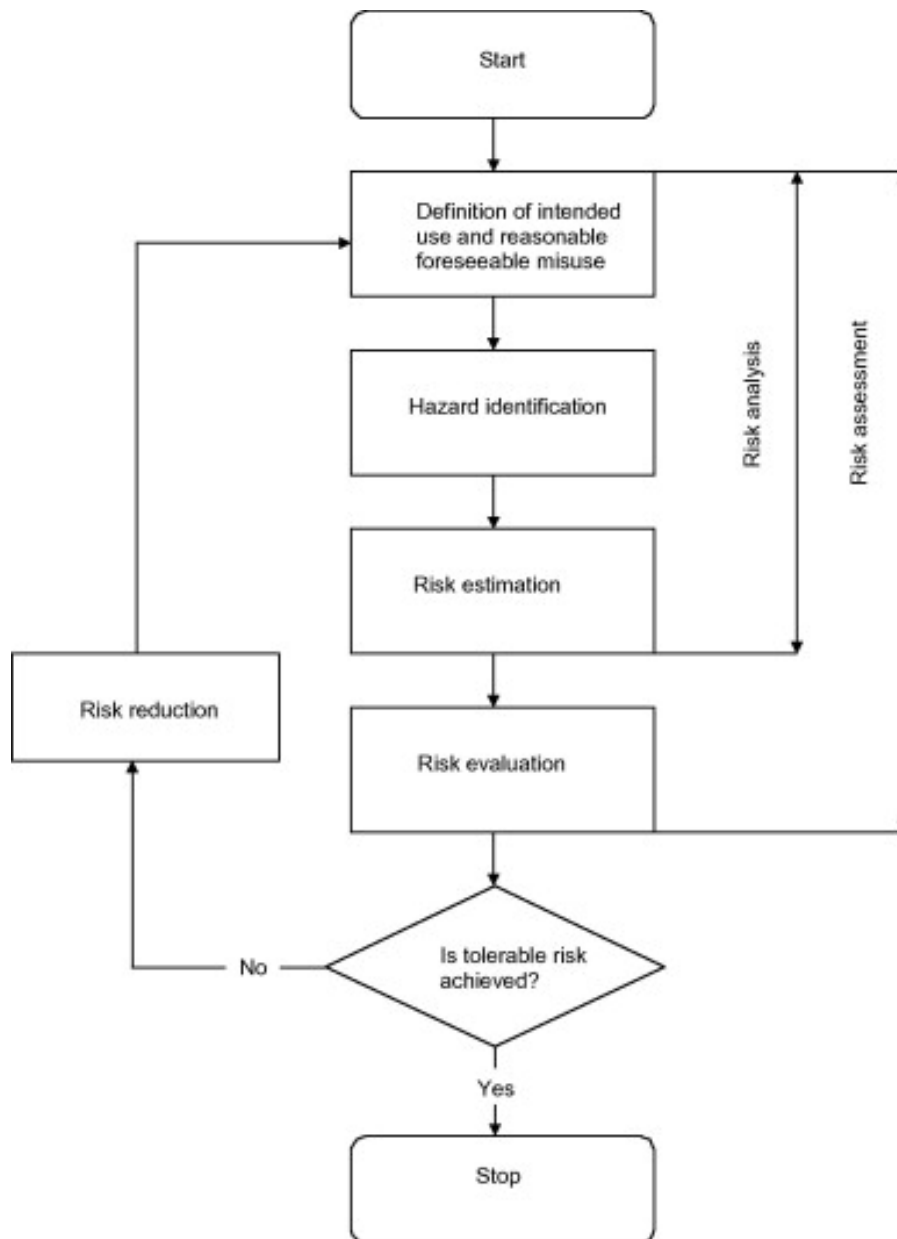 Start
Definition of intended
use and reasonable
foreseeable misuse
Hazard identification
Risk estimation
Risk analysis
Risk assessment
Risk reduction
Risk evaluation
Is tolerable risk
achieved?
No
Yes
Stop